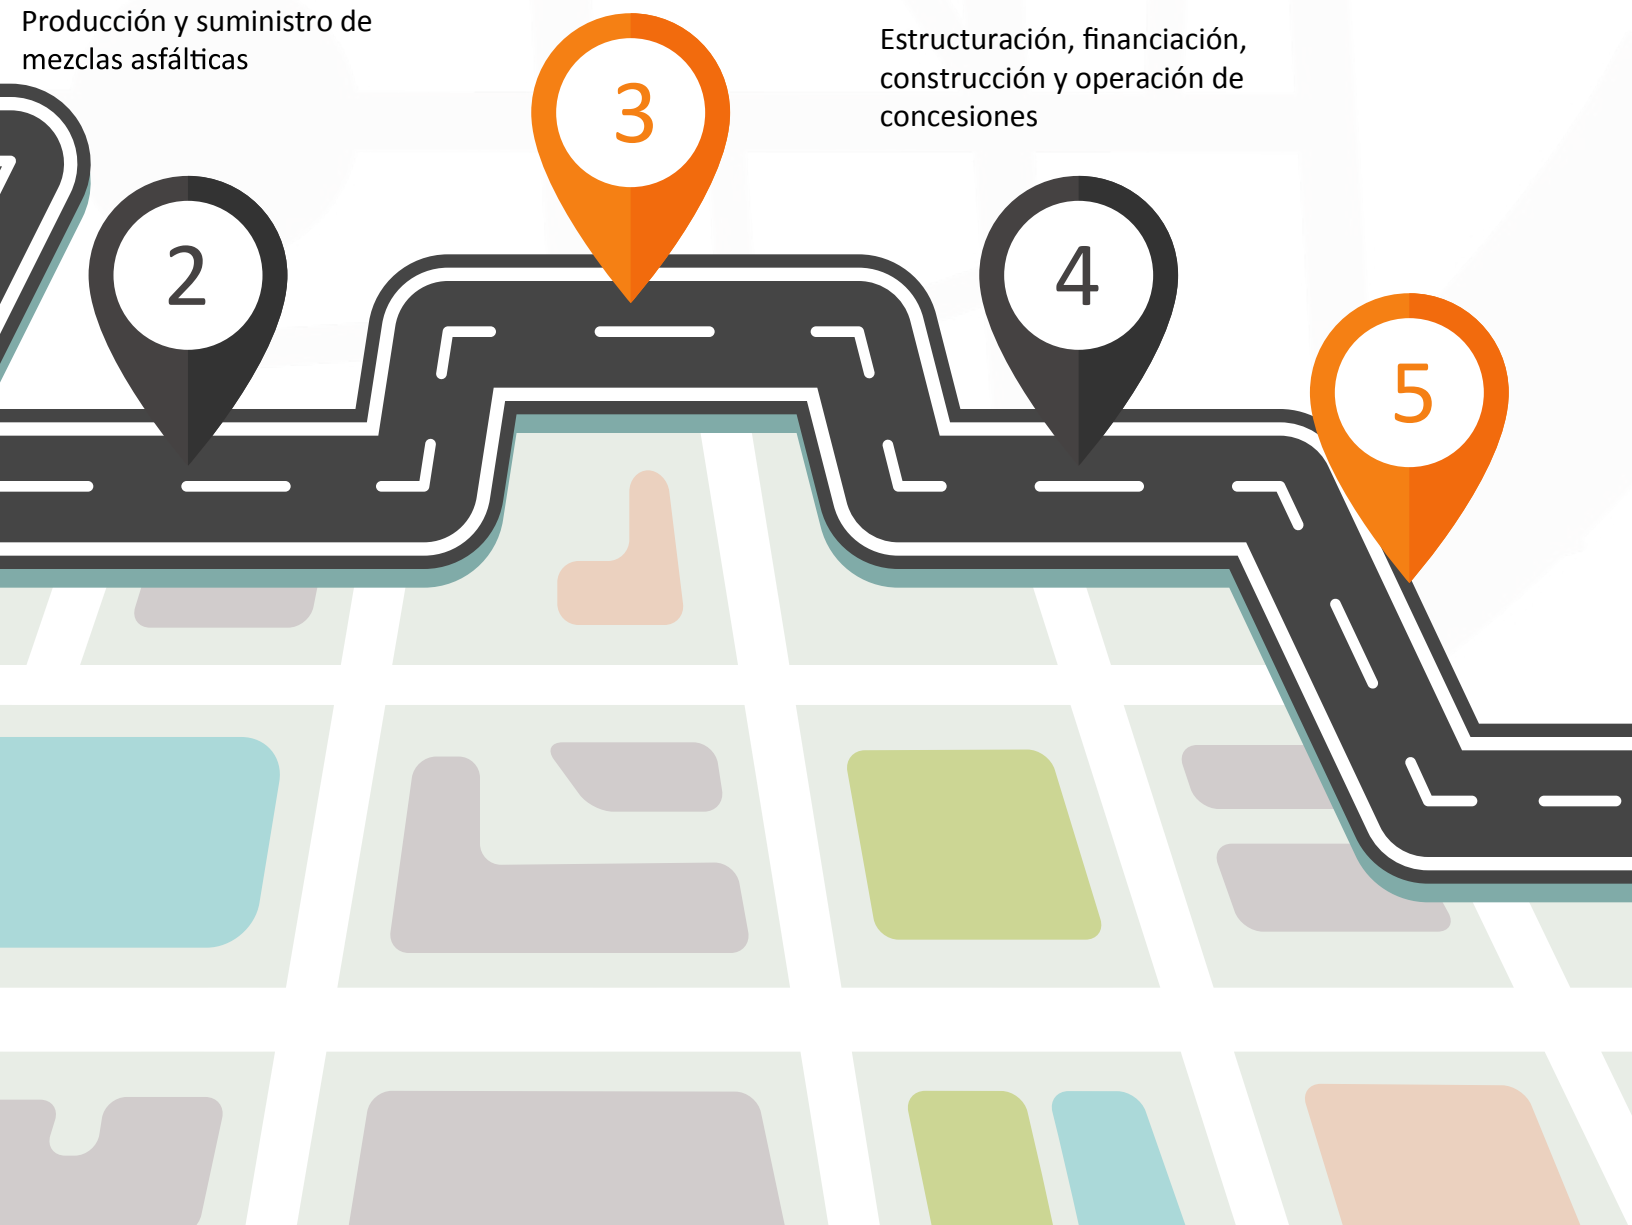 Producción y suministro de
mezclas asfálticas
2
3
Estructuración, financiación,
construcción y operación de
concesiones
4
5